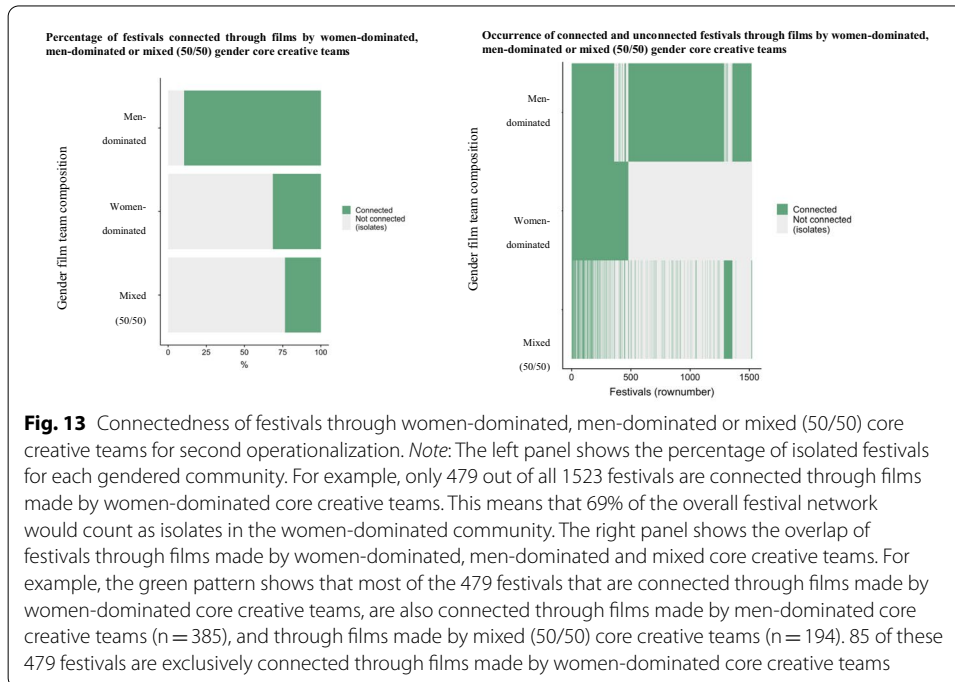 Percentage of festivals connected through films by women-dominated,
men-dominated or mixed (50/50) gender core creative teams
Gender film team composition
Men-
dominated
Women-
dominated
Mixed
(50/50)
0 25 50 75 100
%
Connected
Not connected
(isolates)
Occurrence of connected and unconnected festivals through films by women-dominated,
men-dominated or mixed (50/50) gender core creative teams
Gender film team composition
Men-
dominated
Women-
dominated
Mixed
(50/50)
0 500 1000 1500
Festivals (rownumber)
Connected
Not connected
(isolates)
Fig. 13 Connectedness of festivals through women-dominated, men-dominated or mixed (50/50) core
creative teams for second operationalization. Note: The left panel shows the percentage of isolated festivals
for each gendered community. For example, only 479 out of all 1523 festivals are connected through films
made by women-dominated core creative teams. This means that 69% of the overall festival network
would count as isolates in the women-dominated community. The right panel shows the overlap of
festivals through films made by women-dominated, men-dominated and mixed core creative teams. For
example, the green pattern shows that most of the 479 festivals that are connected through films made by
women-dominated core creative teams, are also connected through films made by men-dominated core
creative teams (n = 385), and through films made by mixed (50/50) core creative teams (n = 194). 85 of these
479 festivals are exclusively connected through films made by women-dominated core creative teams